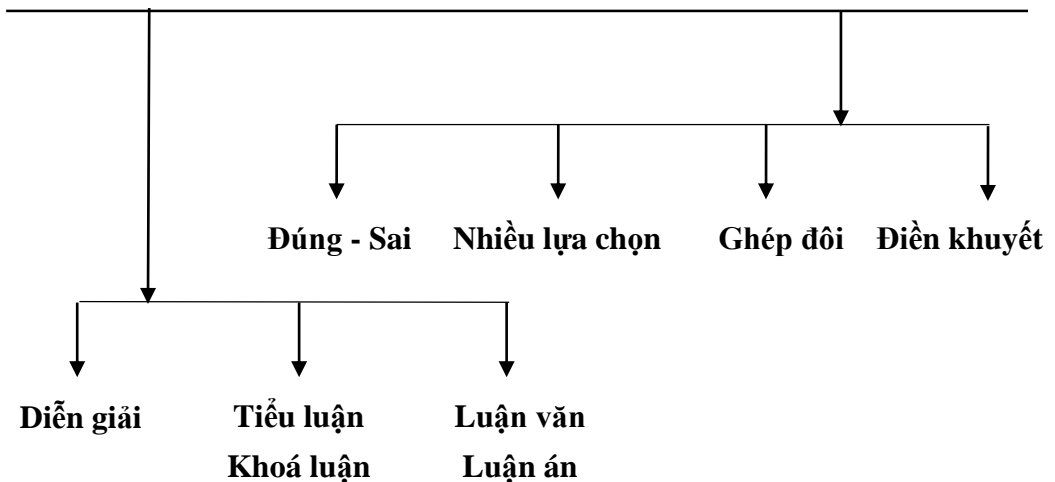 Đúng - Sai Nhiều lựa chọn Ghép đôi Điền khuyết
Diễn giải Tiểu luận Luận văn
Khoá luận Luận án